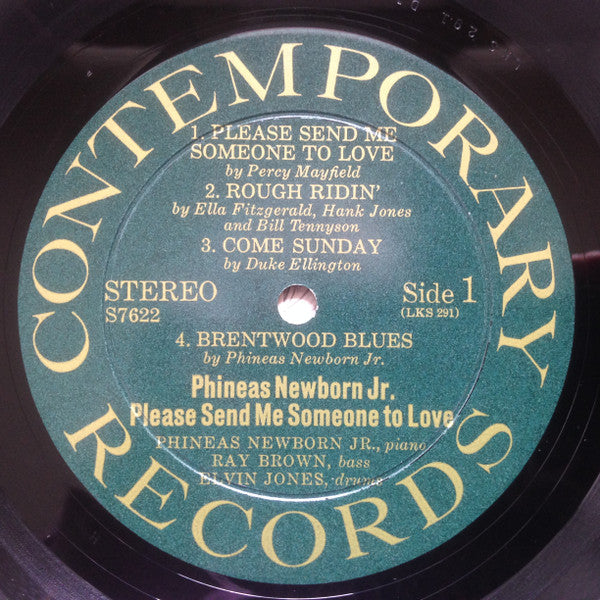 CONTEMPORARY
1. PLEASE SEND ME
SOMEONE TO LOVE
by Percy Mayfield
2. ROUGH RIDIN'
by Ella Fitzgerald, Hank Jones
and Bill Tennyson
3. COME SUNDAY
by Duke Ellington
STEREO
S7622
Side 1
(LKS 291)
4. BRENTWOOD BLUES
by Phineas Newborn Jr.
Phineas Newborn Jr.
Please Send Me Someone to Love
PHINEAS NEWBORN JR., piano
RAY BROWN, bass
ELVIN JONES, drums
RECORDS